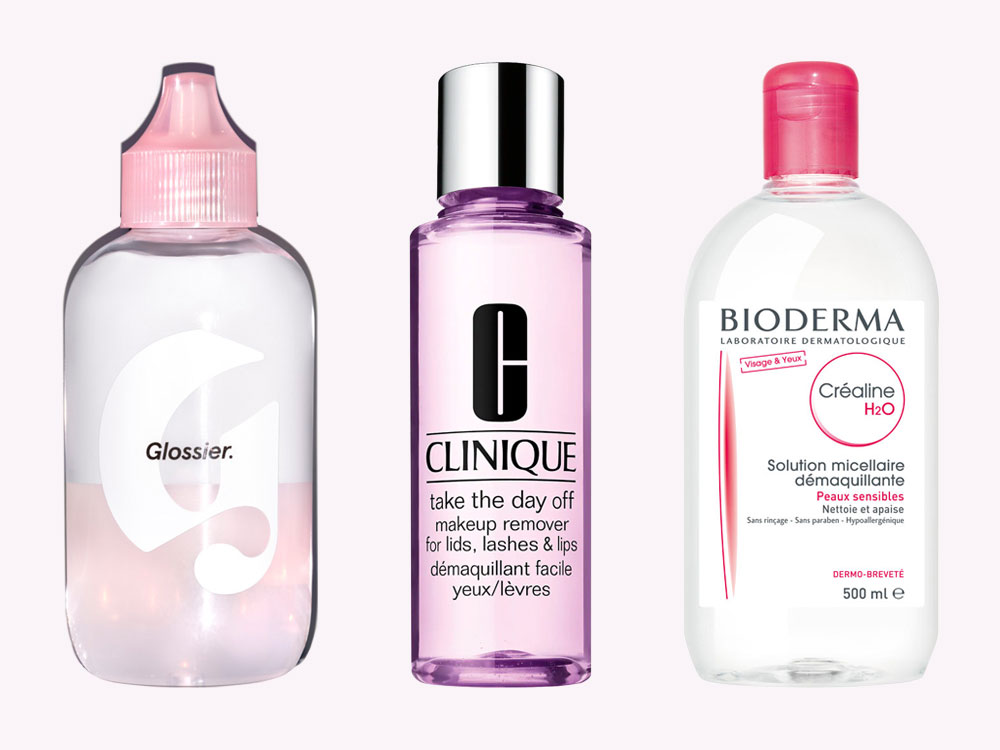 Glossier.
C
CLINIQUE
take the day off
makeup remover
for lids, lashes & lips
démaquillant facile
yeux/lèvres
BIODERMA
LABORATOIRE DERMATOLOGIQUE
Visage & Yeux
Créaline
H2O
Solution micellaire
démaquillante
Peaux sensibles
Nettoie et apaise
Sans rinçage - Sans paraben - Hypoallergénique
DERMO-BREVETÉ
500 ml e